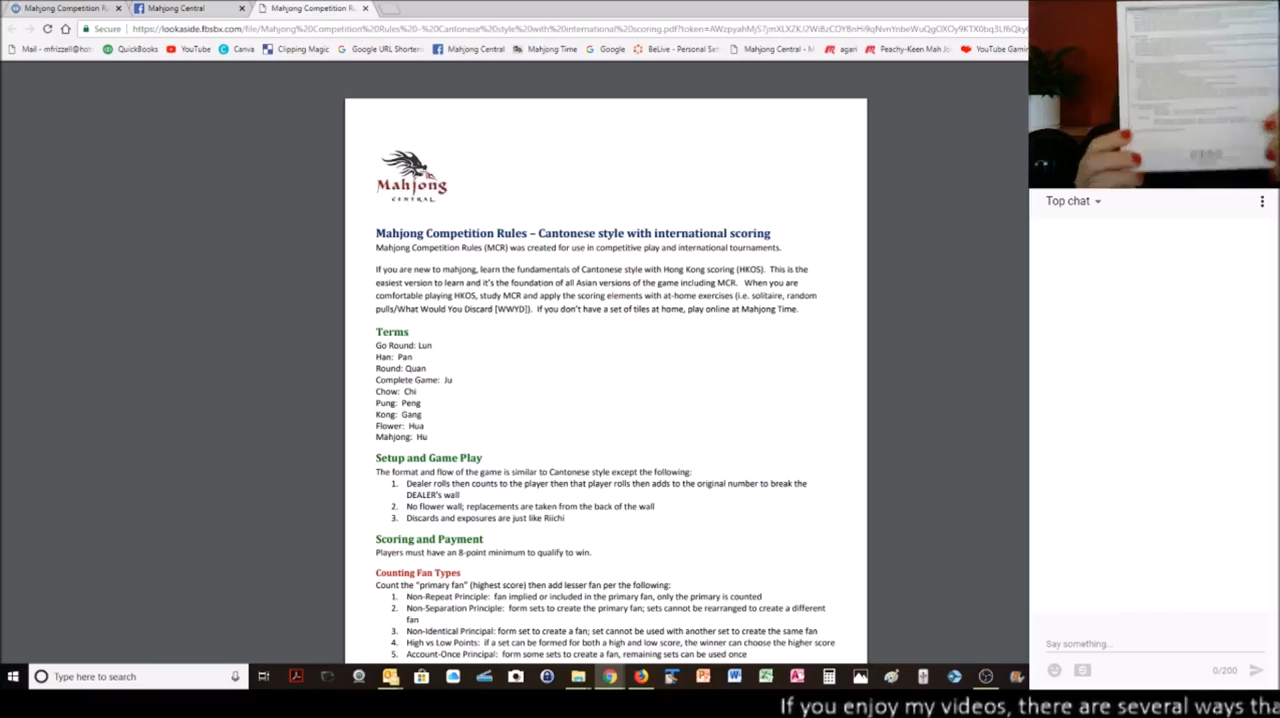 Mahjong Competition R
Mahjong Central
Mahjong Competition Ru
Secure
https://lookaside.fbsbx.com/file/Mahjong%20Competition%20Rules%20-%20Cantonese%20style%20with%20international%20scoring.pdf?token=
Mail - mfrizzell@hot
QuickBooks
YouTube
Canva
Clipping Magic
Google URL Shorten
Mahjong Central
Mahjong Time
Google
BeLive - Personal Se
Mahjong Central - M
agari
Peachy-Keen Mah Jo
YouTube Gami
Mahjong
CENTRAL
Mahjong Competition Rules – Cantonese style with international scoring
Mahjong Competition Rules (MCR) was created for use in competitive play and international tournaments.
If you are new to mahjong, learn the fundamentals of Cantonese style with Hong Kong scoring (HKOS). This is the
easiest version to learn and it's the foundation of all Asian versions of the game including MCR. When you are
comfortable playing HKOS, study MCR and apply the scoring elements with at-home exercises (i.e. solitaire, random
pulls/What Would You Discard [WWYD]). If you don't have a set of tiles at home, play online at Mahjong Time.
Terms
Go Round: Lun
Han: Pan
Round: Quan
Complete Game: Ju
Chow: Chi
Pung: Peng
Kong: Gang
Flower: Hua
Mahjong: Hu
Setup and Game Play
The format and flow of the game is similar to Cantonese style except the following:
1. Dealer rolls then counts to the player then that player rolls then adds to the original number to break the
DEALER's wall
2. No flower wall; replacements are taken from the back of the wall
3. Discards and exposures are just like Riichi
Scoring and Payment
Players must have an 8-point minimum to qualify to win.
Counting Fan Types
Count the "primary fan" (highest score) then add lesser fan per the following:
1. Non-Repeat Principle: fan implied or included in the primary fan, only the primary is counted
2. Non-Separation Principle: form sets to create the primary fan; sets cannot be rearranged to create a different
fan
3. Non-Identical Principal: form set to create a fan; set cannot be used with another set to create the same fan
4. High vs Low Points: if a set can be formed for both a high and low score, the winner can choose the higher score
5. Account-Once Principal: form some sets to create a fan, remaining sets can be used once
Top chat
Say something...
0/200
Type here to search
If you enjoy my videos, there are several ways tha